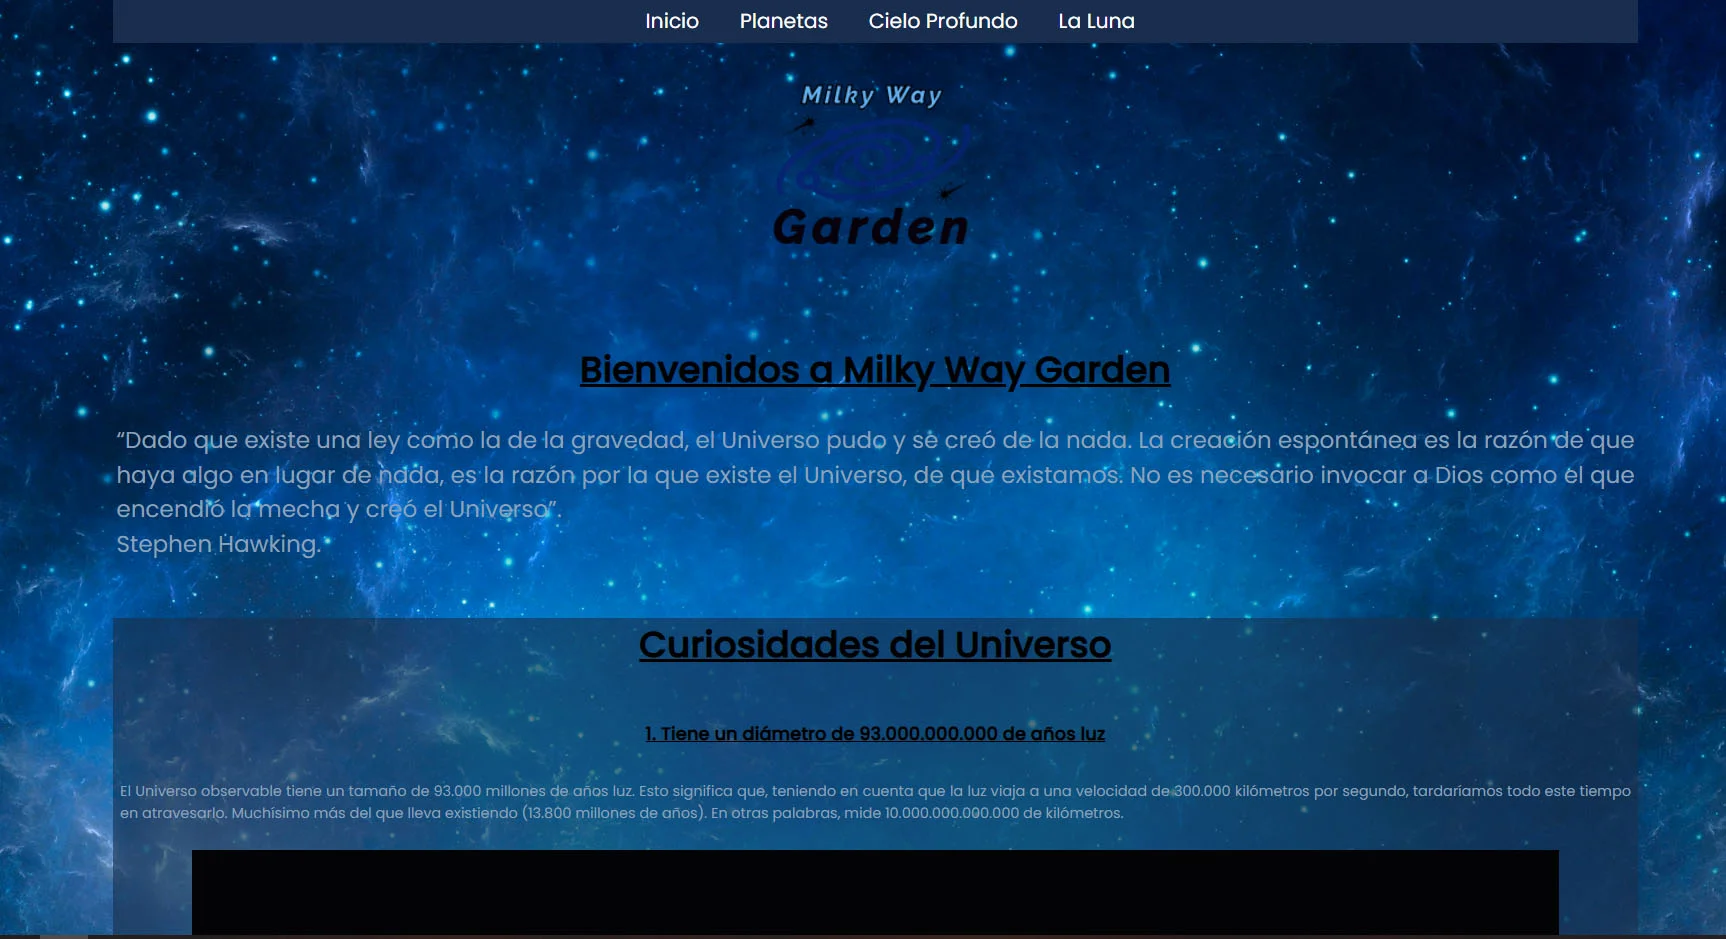 Inicio Planetas Cielo Profundo La Luna
Milky Way
Garden
Bienvenidos a Milky Way Garden
“Dado que existe una ley como la de la gravedad, el Universo pudo y se creó de la nada. La creación espontánea es la razón de que
haya algo en lugar de nada, es la razón por la que existe el Universo, de que existamos. No es necesario invocar a Dios como el que
encendió la mecha y creó el Universo”.
Stephen Hawking.
Curiosidades del Universo
1. Tiene un diámetro de 93.000.000.000 de años luz
El Universo observable tiene un tamaño de 93.000 millones de años luz. Esto significa que, teniendo en cuenta que la luz viaja a una velocidad de 300.000 kilómetros por segundo, tardaríamos todo este tiempo
en atravesarlo. Muchísimo más del que lleva existiendo (13.800 millones de años). En otras palabras, mide 10.000.000.000.000 de kilómetros.